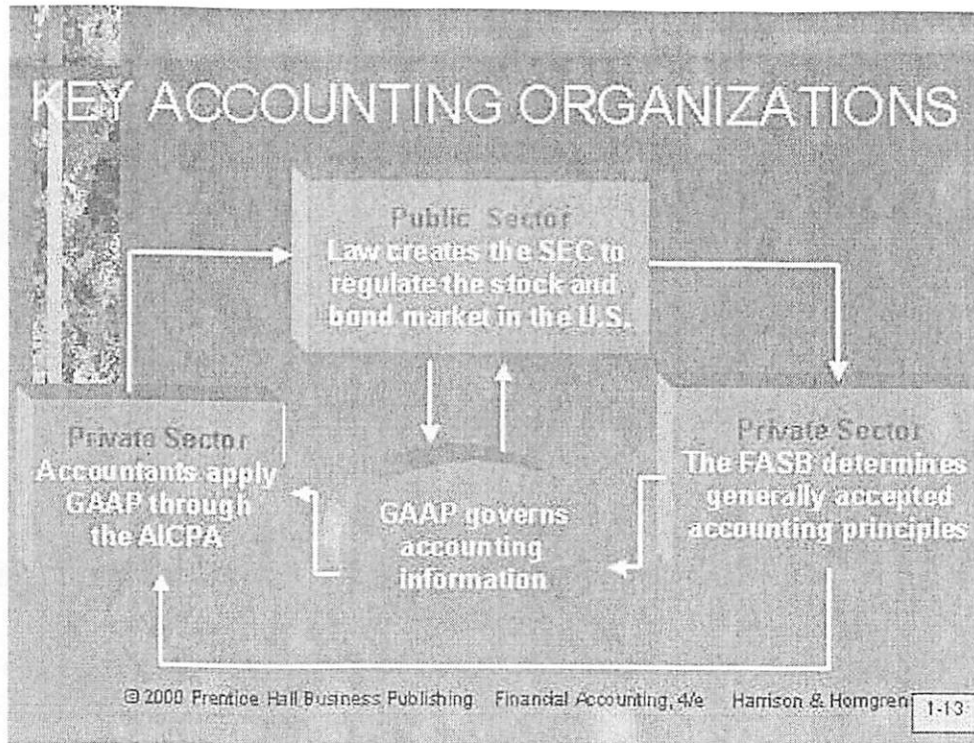 KEY ACCOUNTING ORGANIZATIONS
Public Sector
Law creates the SEC to
regulate the stock and
bond market in the U.S.
Private Sector
Accountants apply
GAAP through
the AICPA
GAAP governs
accounting
information
Private Sector
The FASB determines
generally accepted
accounting principles
© 2000 Prentice Hall Business Publishing Financial Accounting, 4/e Harrison & Horngren
1-13